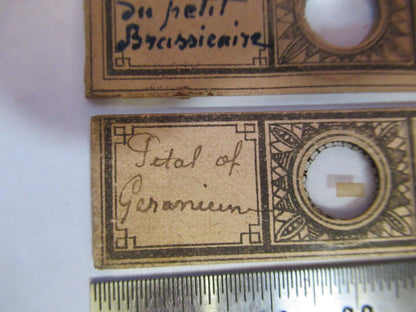 du petit
Brassicaire
Petal of
Geranium